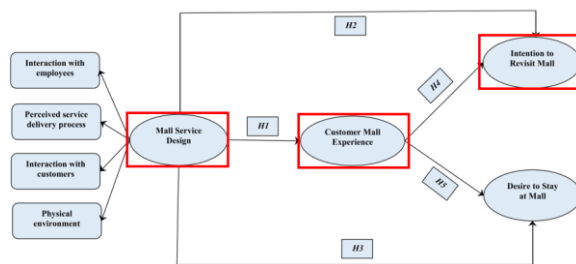 H2
Interaction with
employees
Intention to
Revisit Mall
H4
Perceived service
delivery process
Mall Service
Design
H1
Customer Mall
Experience
Interaction with
customers
H5
Desire to Stay
at Mall
Physical
environment
H3